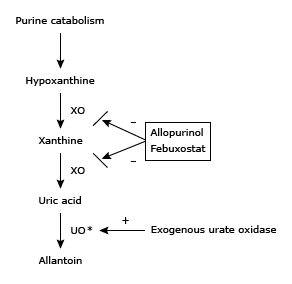 Purine catabolism
Hypoxanthine
XO
–
Allopurinol
Febuxostat
Xanthine
–
XO
Uric acid
+
UO*
Exogenous urate oxidase
Allantoin